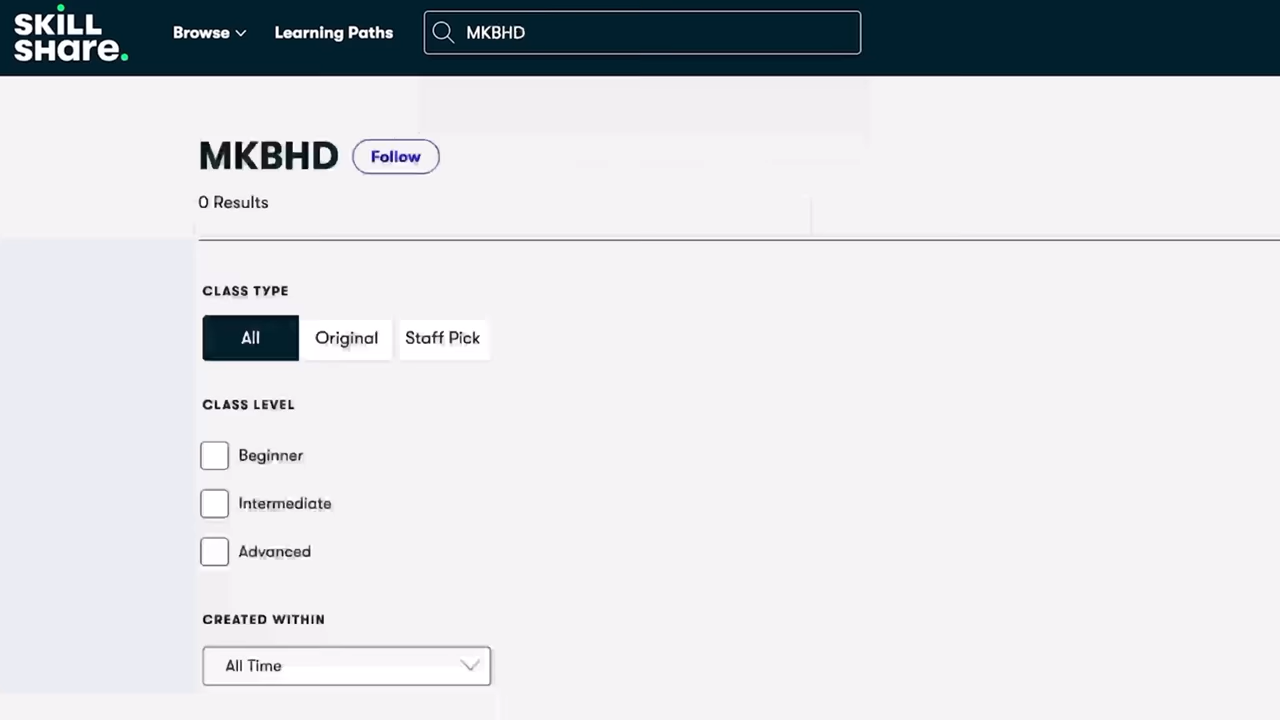 SKILL
SHare.
Browse
Learning Paths
MKBHD
MKBHD
Follow
0 Results
CLASS TYPE
All
Original
Staff Pick
CLASS LEVEL
Beginner
Intermediate
Advanced
CREATED WITHIN
All Time